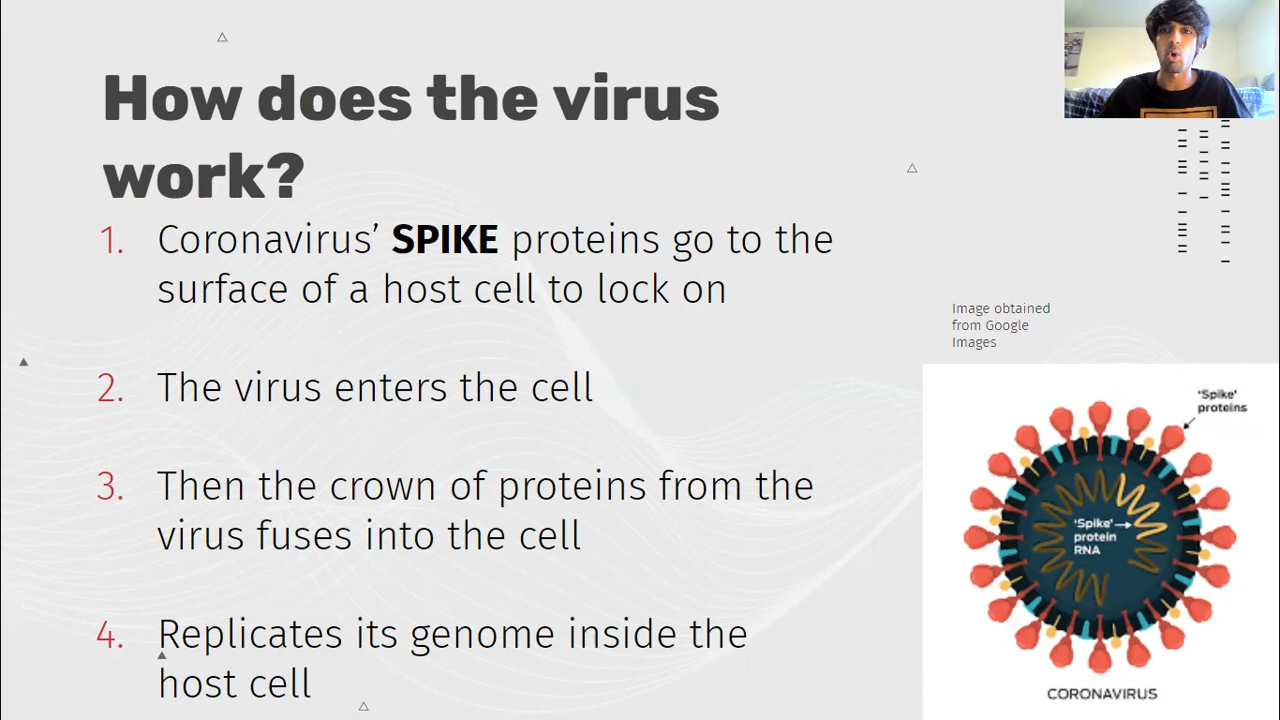 How does the virus
work?
1. Coronavirus’ SPIKE proteins go to the
surface of a host cell to lock on
2. The virus enters the cell
3. Then the crown of proteins from the
virus fuses into the cell
4. Replicates its genome inside the
host cell
Image obtained
from Google
Images
‘Spike’
proteins
‘Spike’
protein
RNA
CORONAVIRUS